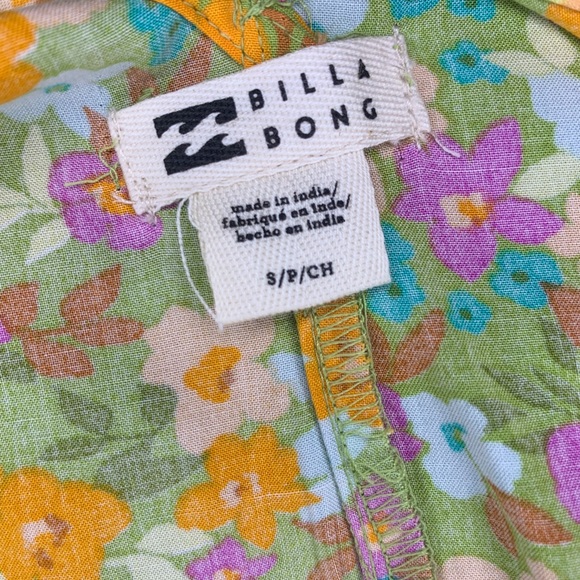 BILLA
BONG
made in india/
fabriqué en inde/
hecho en india
S/P/CH